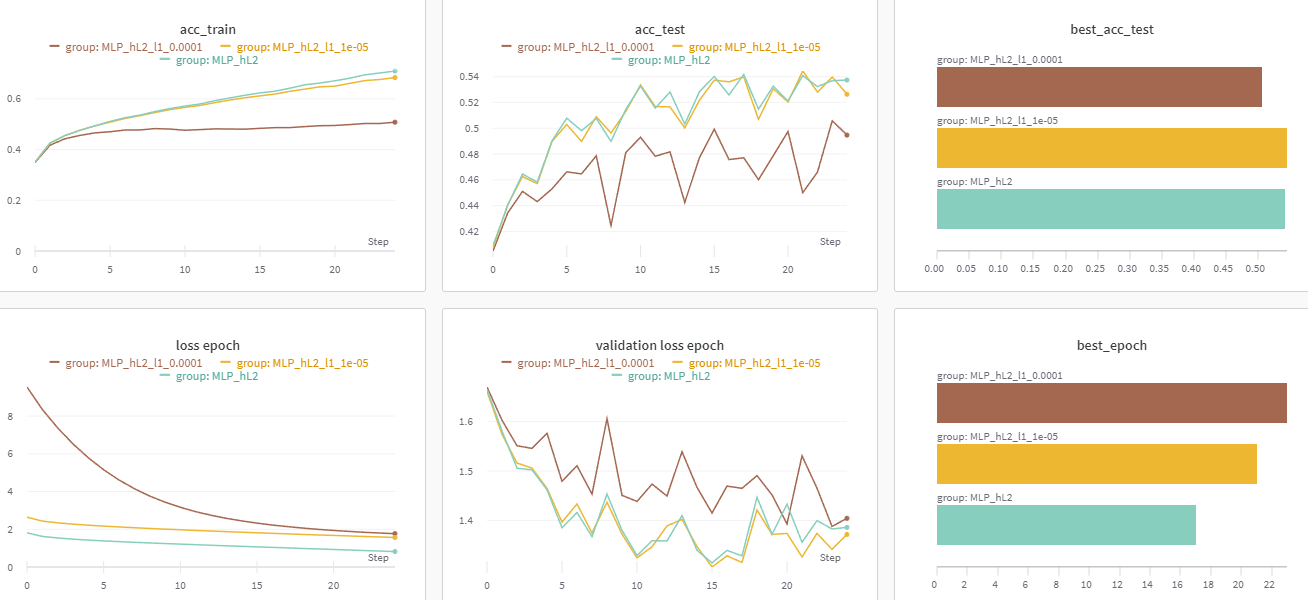 acc_train
group: MLP_hL2_l1_0.0001 group: MLP_hL2_l1_1e-05
group: MLP_hL2
0.6
0.4
0.2
0
Step
0 5 10 15 20
acc_test
group: MLP_hL2_l1_0.0001 group: MLP_hL2_l1_1e-05
group: MLP_hL2
0.54
0.52
0.5
0.48
0.46
0.44
0.42
Step
0 5 10 15 20
best_acc_test
group: MLP_hL2_l1_0.0001
group: MLP_hL2_l1_1e-05
group: MLP_hL2
0.00 0.05 0.10 0.15 0.20 0.25 0.30 0.35 0.40 0.45 0.50
loss epoch
group: MLP_hL2_l1_0.0001 group: MLP_hL2_l1_1e-05
group: MLP_hL2
8
6
4
2
0
Step
0 5 10 15 20
validation loss epoch
group: MLP_hL2_l1_0.0001 group: MLP_hL2_l1_1e-05
group: MLP_hL2
1.6
1.5
1.4
Step
0 5 10 15 20
best_epoch
group: MLP_hL2_l1_0.0001
group: MLP_hL2_l1_1e-05
group: MLP_hL2
0 2 4 6 8 10 12 14 16 18 20 22